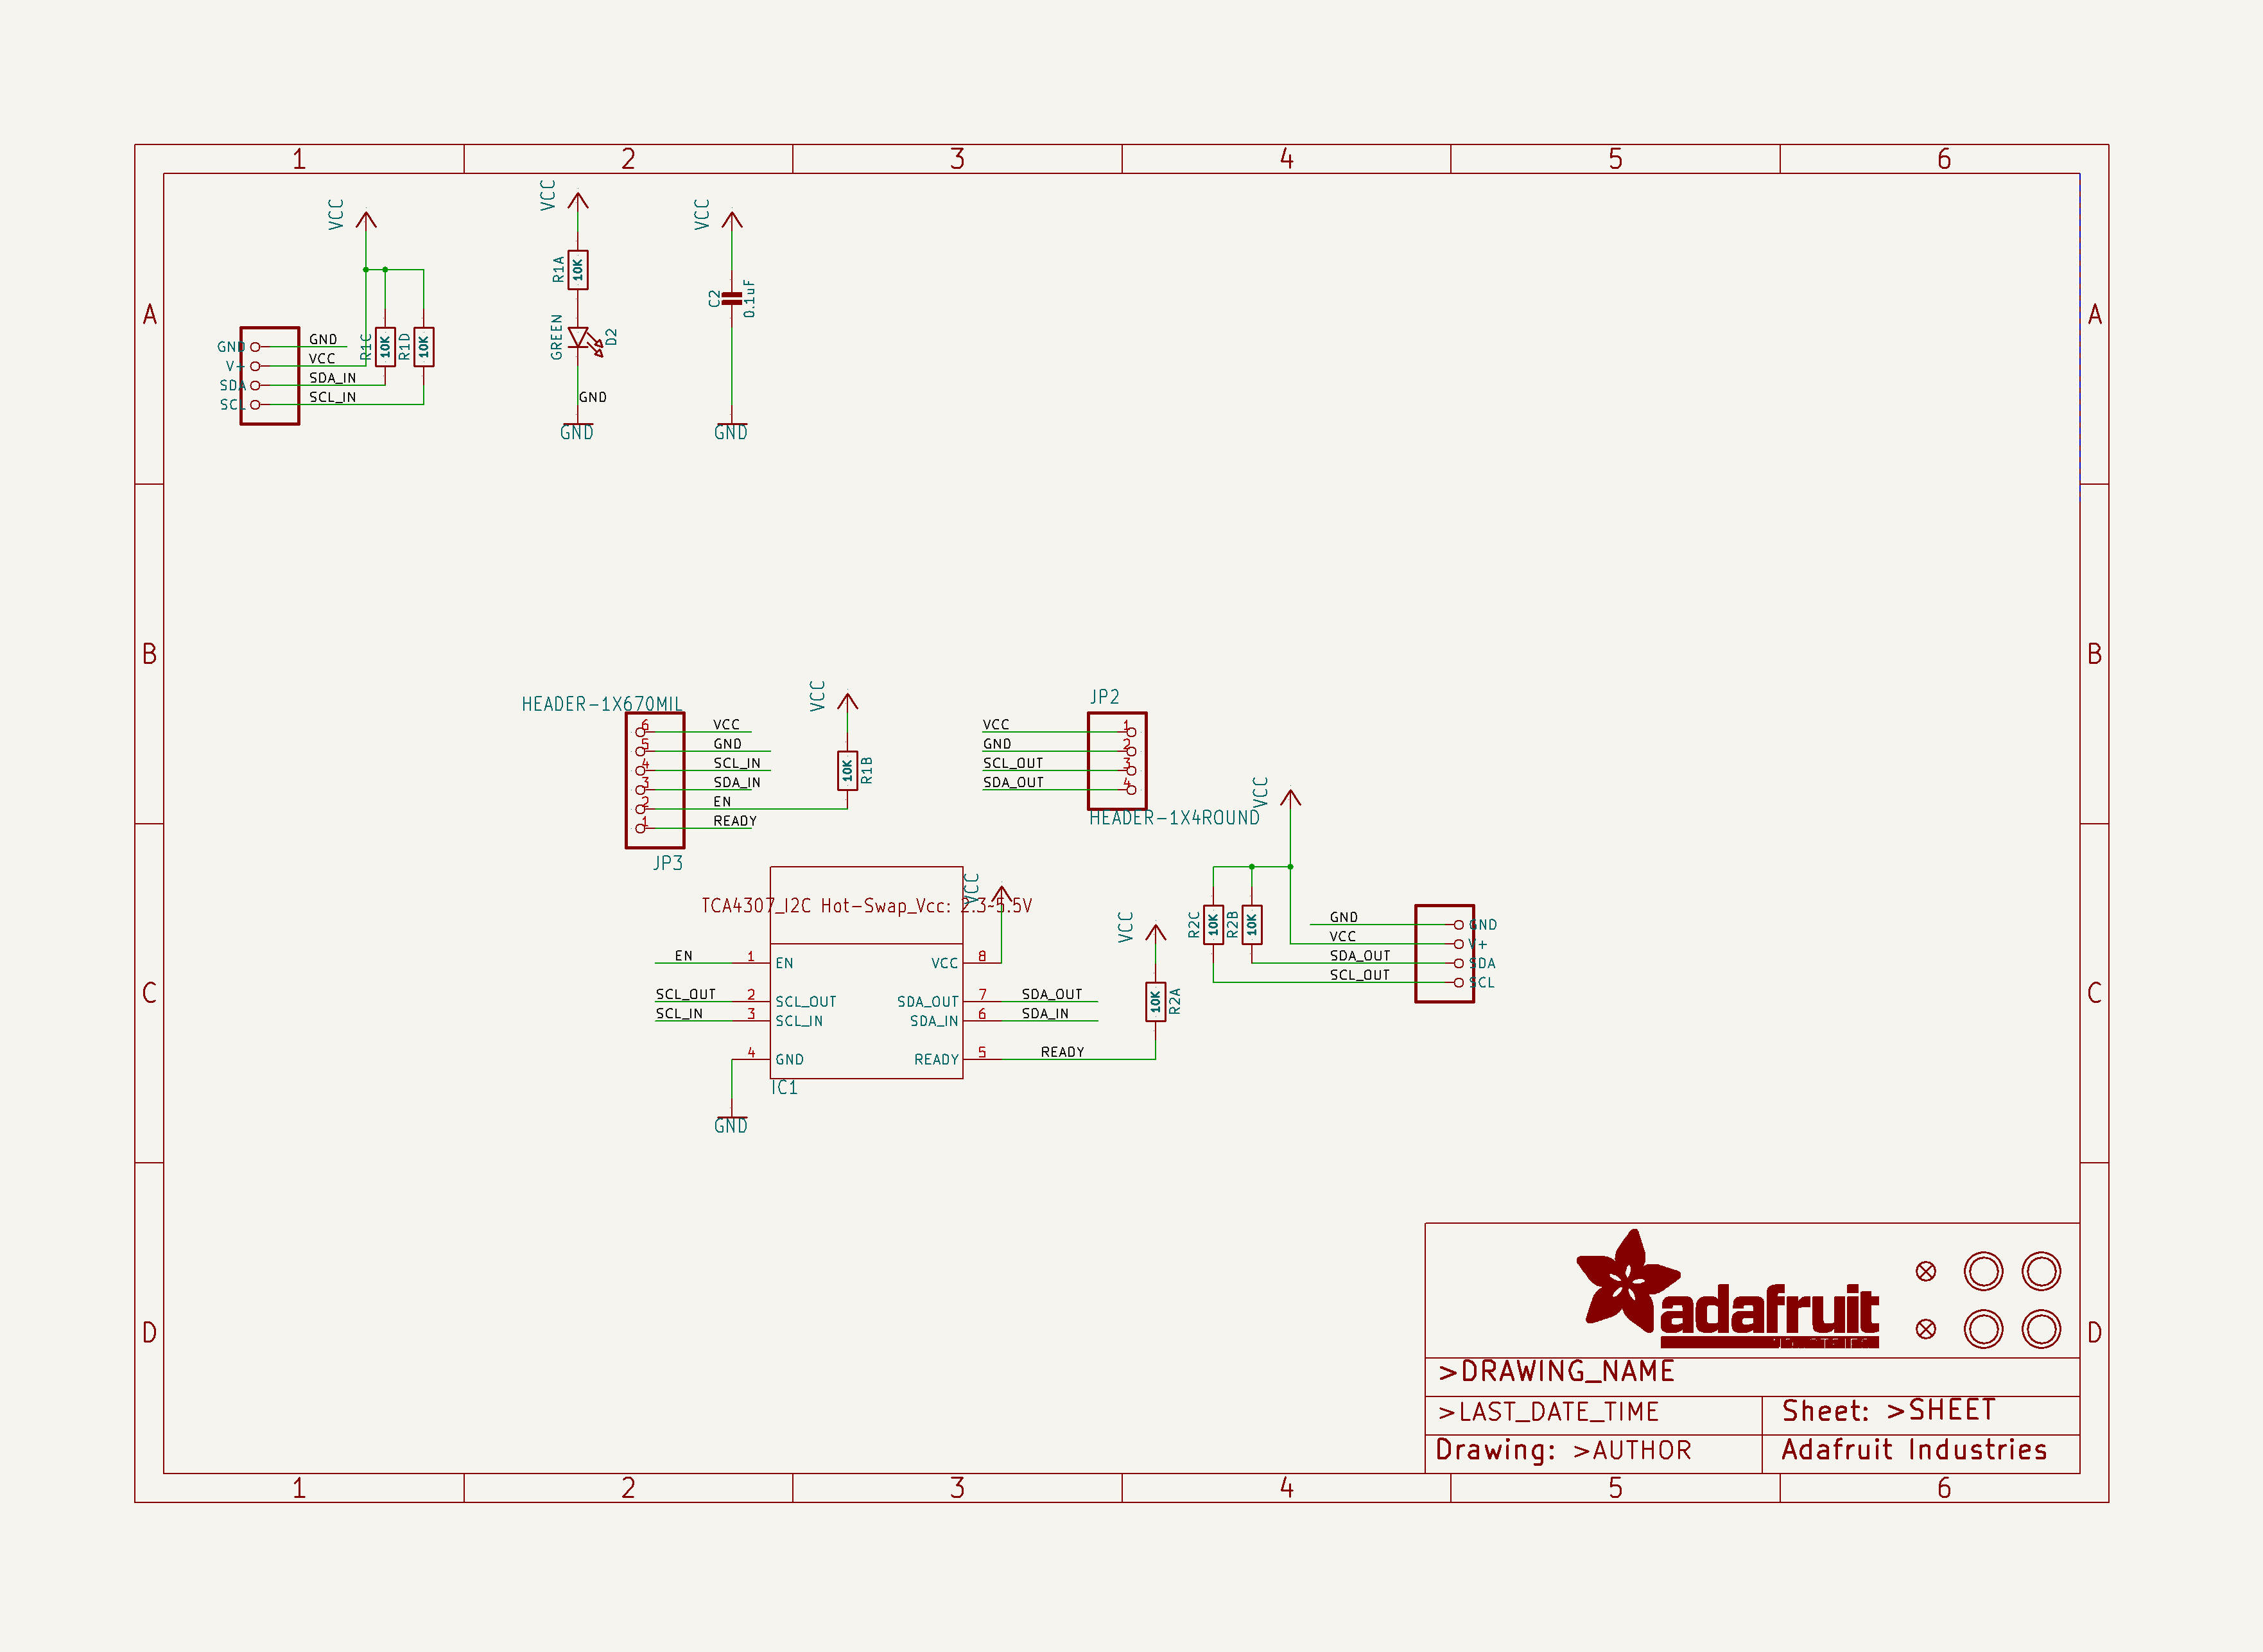 1 2 3 4 5 6
A A
B B
C C
D D
1 2 3 4 5 6
VCC
GND GND
V+ VCC
SDA SDA_IN
SCL SCL_IN
R1C 10K
R1D 10K
VCC
R1A 10K
GREEN D2
GND
GND
VCC
C2 0.1uF
GND
HEADER-1X670MIL
6 VCC
5 GND
4 SCL_IN
3 SDA_IN
2 EN
1 READY
JP3
VCC
10K R1B
JP2
VCC 1
GND 2
SCL_OUT 3
SDA_OUT 4
HEADER-1X4ROUND
VCC
R2C 10K
R2B 10K
GND GND
VCC V+
SDA_OUT SDA
SCL_OUT SCL
VCC
TCA4307_I2C Hot-Swap_Vcc: 2.3~5.5V
EN 1 EN
SCL_OUT 2 SCL_OUT
SCL_IN 3 SCL_IN
4 GND
VCC 8
SDA_OUT 7 SDA_OUT
SDA_IN 6 SDA_IN
READY 5 READY
IC1
GND
VCC
10K R2A
adafruit
>DRAWING_NAME
>LAST_DATE_TIME
Sheet: >SHEET
Drawing: >AUTHOR
Adafruit Industries